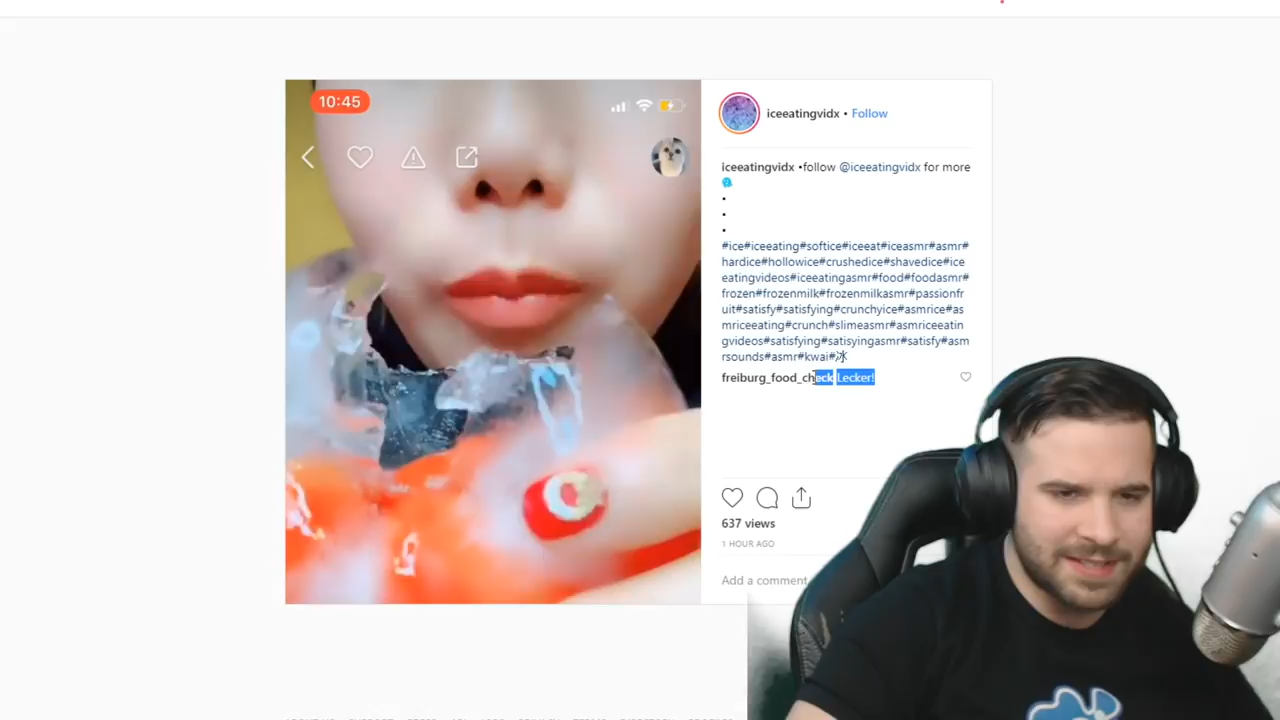 10:45
iceeatingvidx • Follow
iceeatingvidx •follow @iceeatingvidx for more
•
•
•
#ice#iceeating#softice#iceeat#iceasmr#asmr#
hardice#hollowice#crushedice#shavedice#ice
eatingvideos#iceeatingasmr#food#foodasmr#
frozen#frozenmilk#frozenmilkasmr#passionfr
uit#satisfy#satisfying#crunchyice#asmrice#as
mriceeating#crunch#slimeasmr#asmriceeatin
gvideos#satisfying#satisyingasmr#satisfy#asm
rsounds#asmr#kwai#冰
freiburg_food_check Lecker!
637 views
1 HOUR AGO
Add a comment